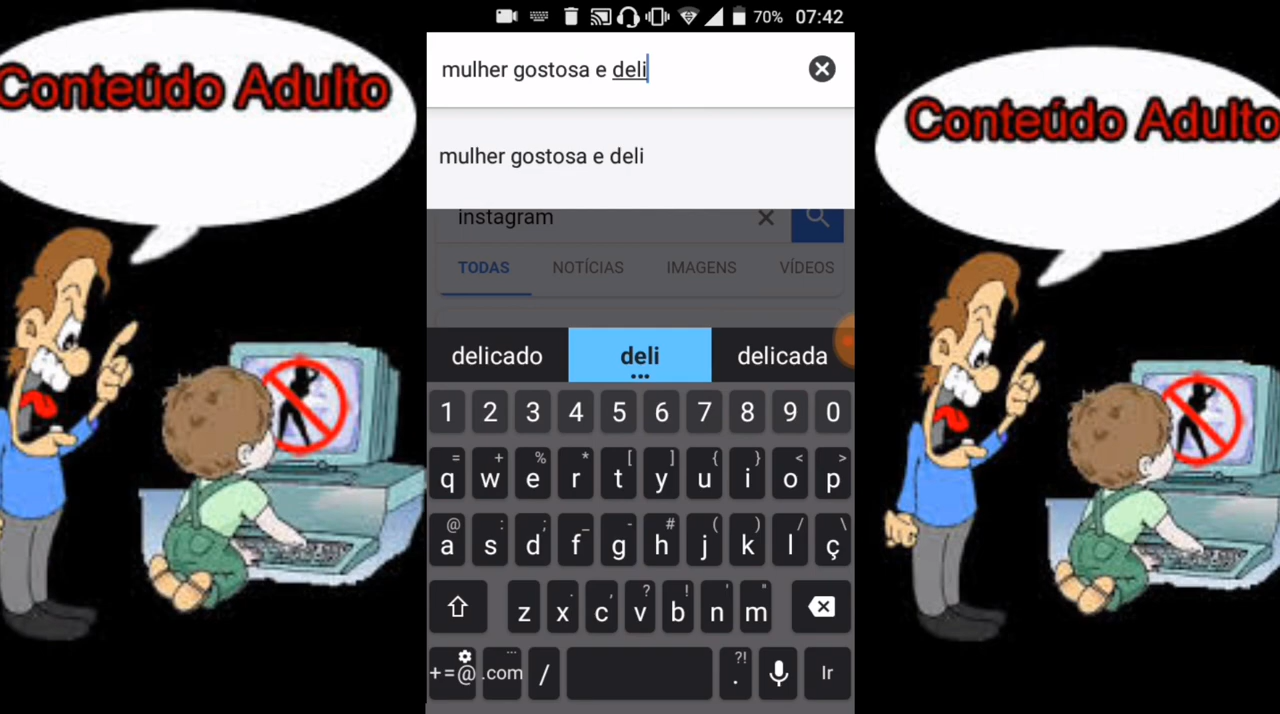 Conteúdo Adulto
70% 07:42
mulher gostosa e deli
mulher gostosa e deli
instagram
TODAS NOTÍCIAS IMAGENS VÍDEOS
delicado deli delicada
1 2 3 4 5 6 7 8 9 0
= + % * [ ] { } < >
q w e r t y u i o p
@ : ; _ - # ( ) / \
a s d f g h j k l ç
. , ? ! ' "
z x c v b n m
... ?!
+=@ .com / . Ir
Conteúdo Adulto